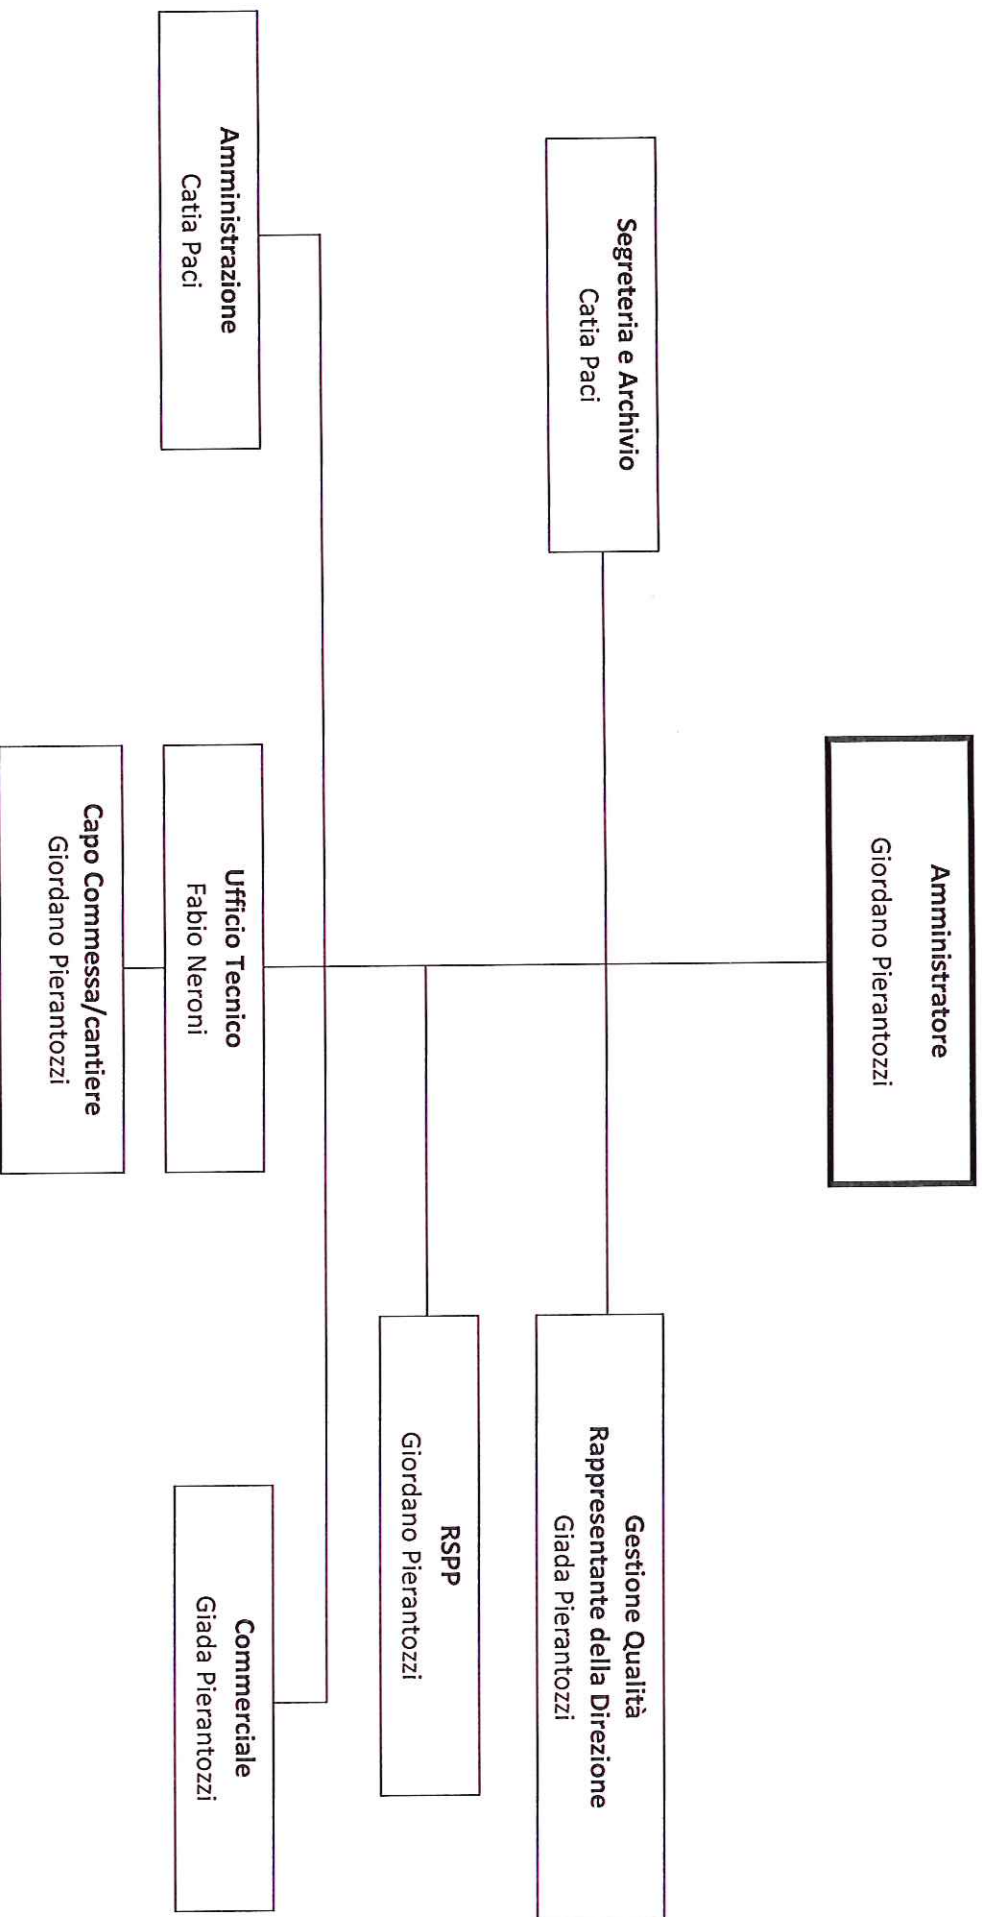 Amministratore
Giordano Pierantozzi
Segreteria e Archivio
Catia Paci
Gestione Qualità
Rappresentante della Direzione
Giada Pierantozzi
RSPP
Giordano Pierantozzi
Amministrazione
Catia Paci
Ufficio Tecnico
Fabio Neroni
Commerciale
Giada Pierantozzi
Capo Commessa/cantiere
Giordano Pierantozzi